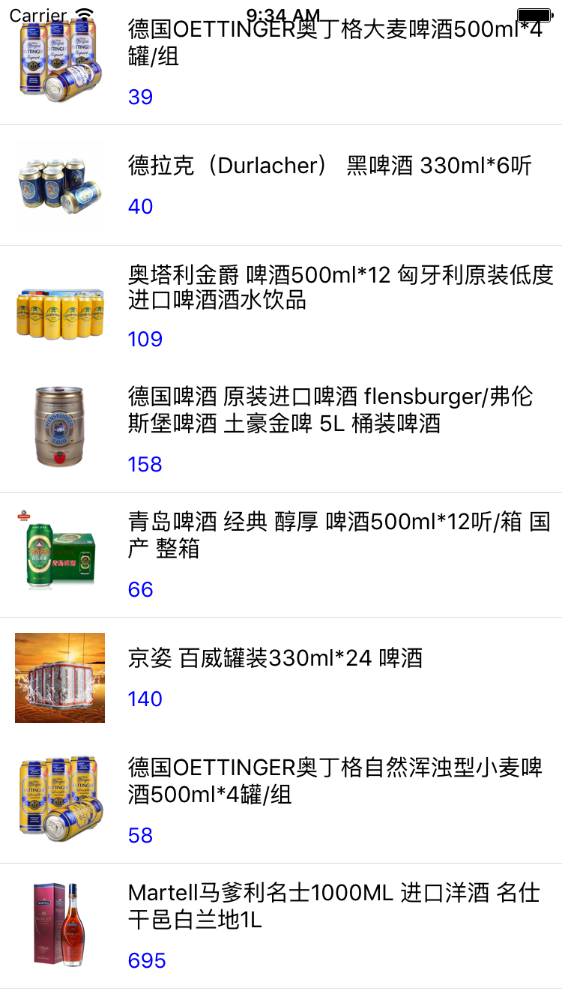 Carrier 9:34 AM
德国OETTINGER奥丁格大麦啤酒500ml*4
罐/组
39
德拉克（Durlacher） 黑啤酒 330ml*6听
40
奥塔利金爵 啤酒500ml*12 匈牙利原装低度
进口啤酒酒水饮品
109
德国啤酒 原装进口啤酒 flensburger/弗伦
斯堡啤酒 土豪金啤 5L 桶装啤酒
158
青岛啤酒 经典 醇厚 啤酒500ml*12听/箱 国
产 整箱
66
京姿 百威罐装330ml*24 啤酒
140
德国OETTINGER奥丁格自然浑浊型小麦啤
酒500ml*4罐/组
58
Martell马爹利名士1000ML 进口洋酒 名仕
干邑白兰地1L
695